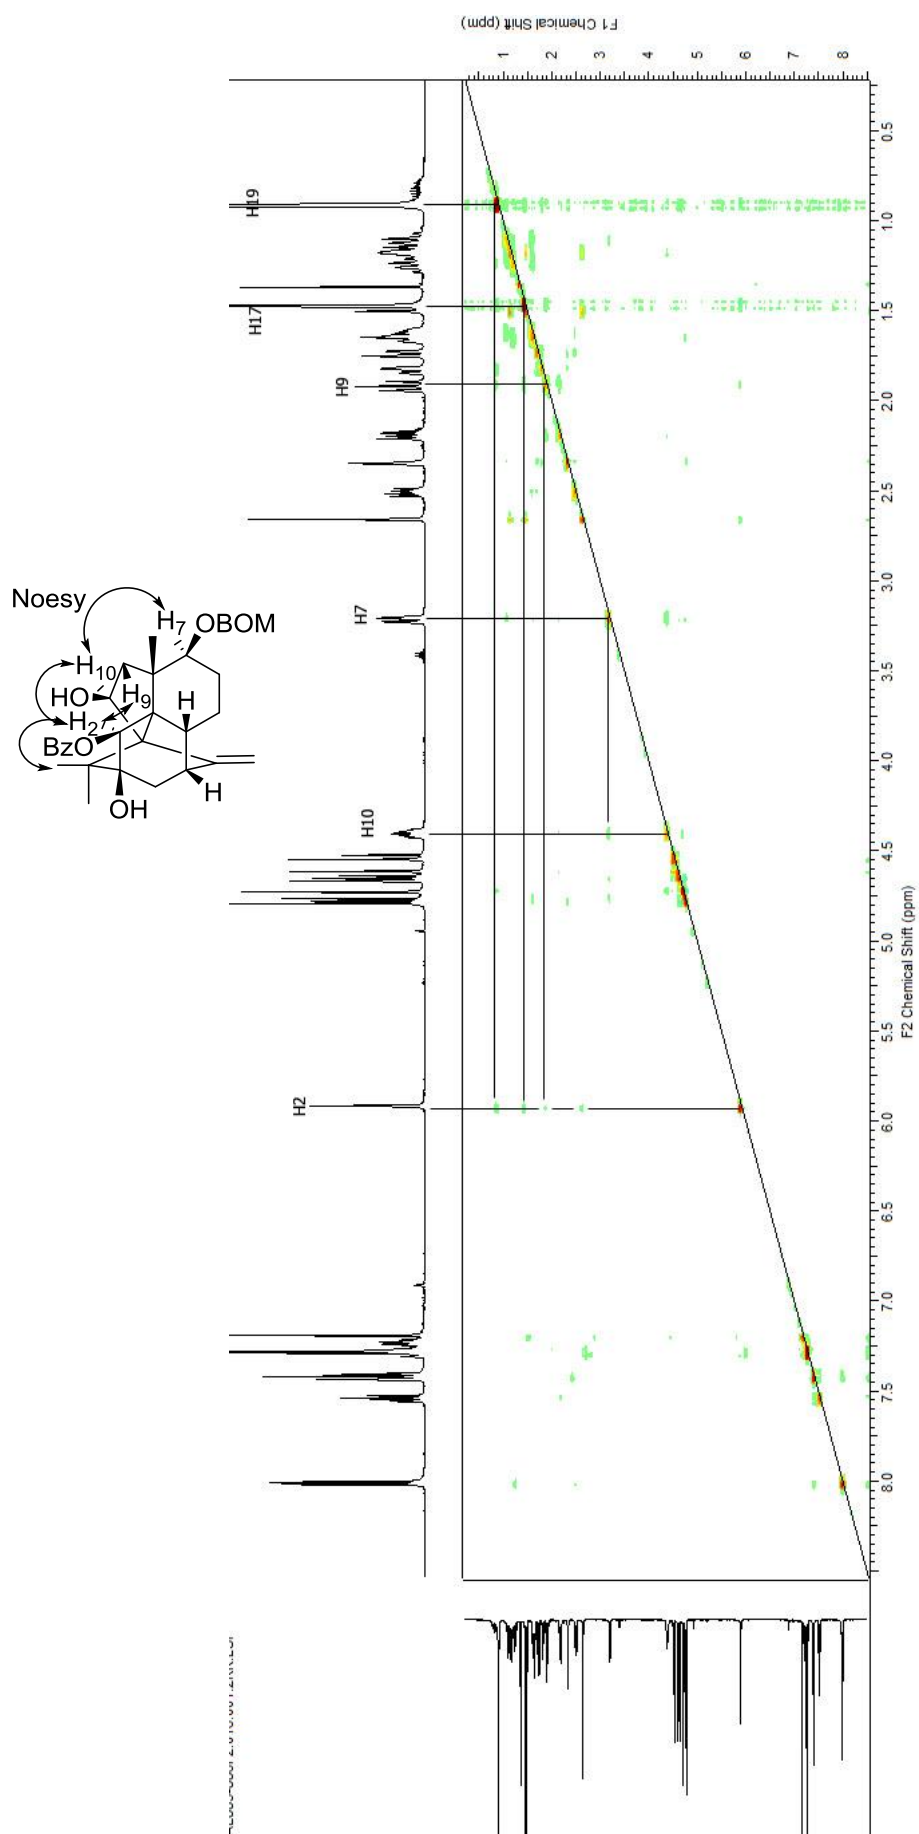 F1 Chemical Shift (ppm)
1 2 3 4 5 6 7 8
H19
H17
H9
H7
H10
H2
0.5
1.0
1.5
2.0
2.5
3.0
3.5
4.0
4.5
5.0
5.5
6.0
6.5
7.0
7.5
8.0
F2 Chemical Shift (ppm)
Noesy
H7
OBOM
H10
HO
H9
H
H2
BzO
H
OH